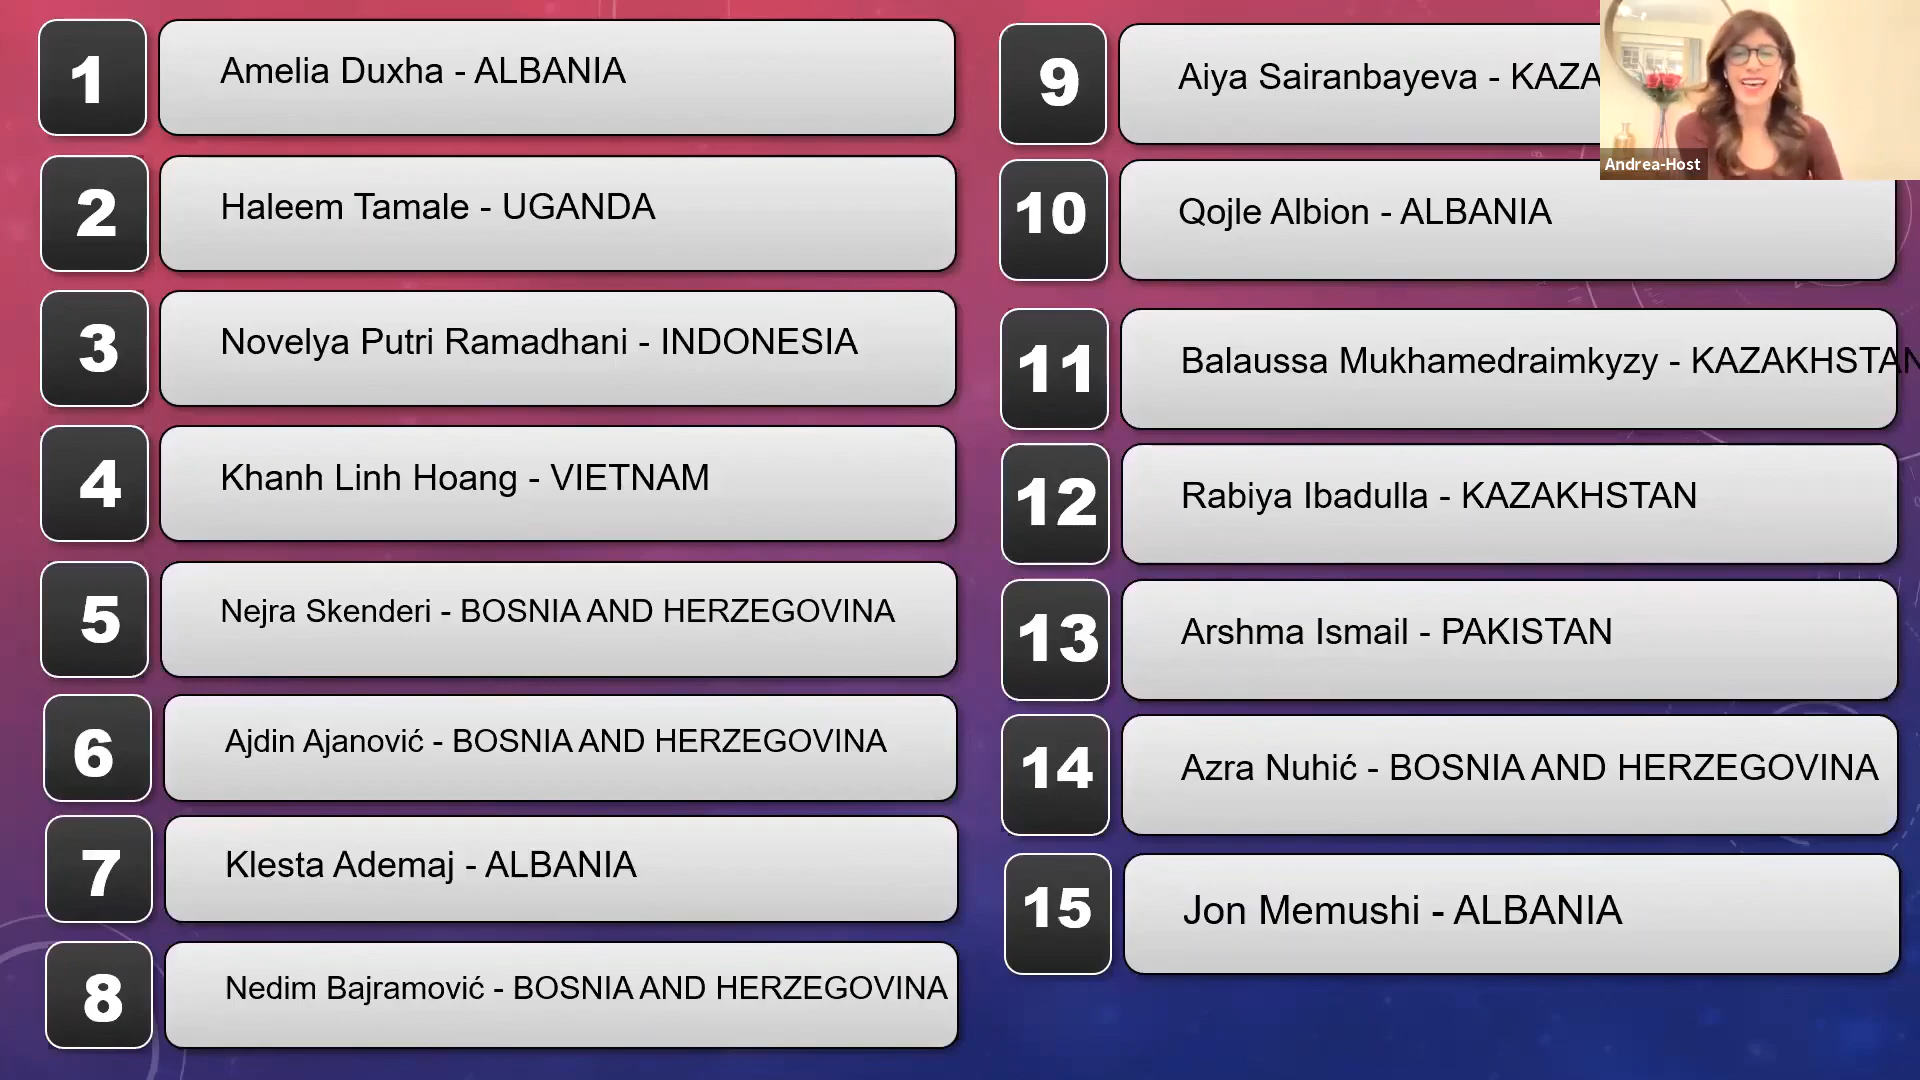 1
Amelia Duxha - ALBANIA
2
Haleem Tamale - UGANDA
3
Novelya Putri Ramadhani - INDONESIA
4
Khanh Linh Hoang - VIETNAM
5
Nejra Skenderi - BOSNIA AND HERZEGOVINA
6
Ajdin Ajanović - BOSNIA AND HERZEGOVINA
7
Klesta Ademaj - ALBANIA
8
Nedim Bajramović - BOSNIA AND HERZEGOVINA
9
Aiya Sairanbayeva - KAZA
Andrea-Host
10
Qojle Albion - ALBANIA
11
Balaussa Mukhamedraimkyzy - KAZAKHSTAN
12
Rabiya Ibadulla - KAZAKHSTAN
13
Arshma Ismail - PAKISTAN
14
Azra Nuhić - BOSNIA AND HERZEGOVINA
15
Jon Memushi - ALBANIA